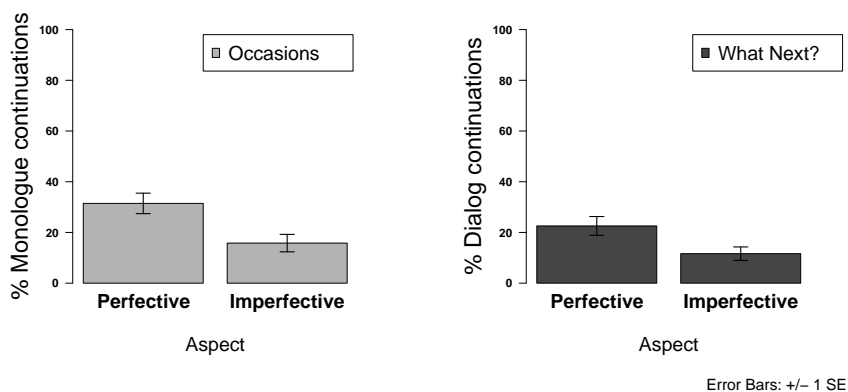 % Monologue continuations
100
80
60
40
20
0
Occasions
Perfective
Imperfective
Aspect
% Dialog continuations
100
80
60
40
20
0
What Next?
Perfective
Imperfective
Aspect
Error Bars: +/− 1 SE